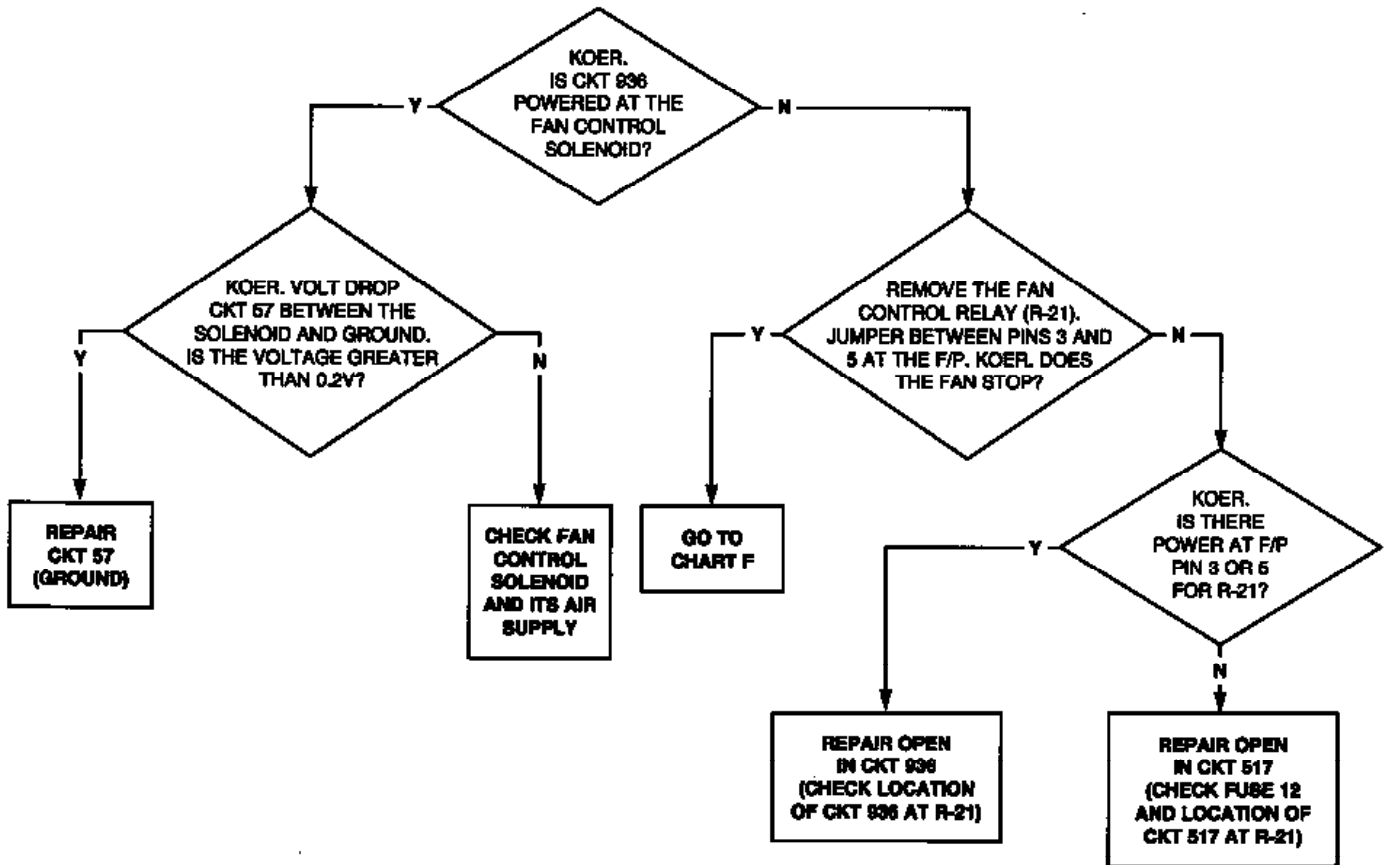 KOER.
IS CKT 936
POWERED AT THE
FAN CONTROL
SOLENOID?
Y
N
KOER. VOLT DROP
CKT 57 BETWEEN THE
SOLENOID AND GROUND.
IS THE VOLTAGE GREATER
THAN 0.2V?
Y
N
REMOVE THE FAN
CONTROL RELAY (R-21).
JUMPER BETWEEN PINS 3 AND
5 AT THE F/P. KOER. DOES
THE FAN STOP?
Y
N
REPAIR
CKT 57
(GROUND)
CHECK FAN
CONTROL
SOLENOID
AND ITS AIR
SUPPLY
GO TO
CHART F
KOER.
IS THERE
POWER AT F/P
PIN 3 OR 5
FOR R-21?
Y
N
REPAIR OPEN
IN CKT 936
(CHECK LOCATION
OF CKT 936 AT R-21)
REPAIR OPEN
IN CKT 517
(CHECK FUSE 12
AND LOCATION OF
CKT 517 AT R-21)